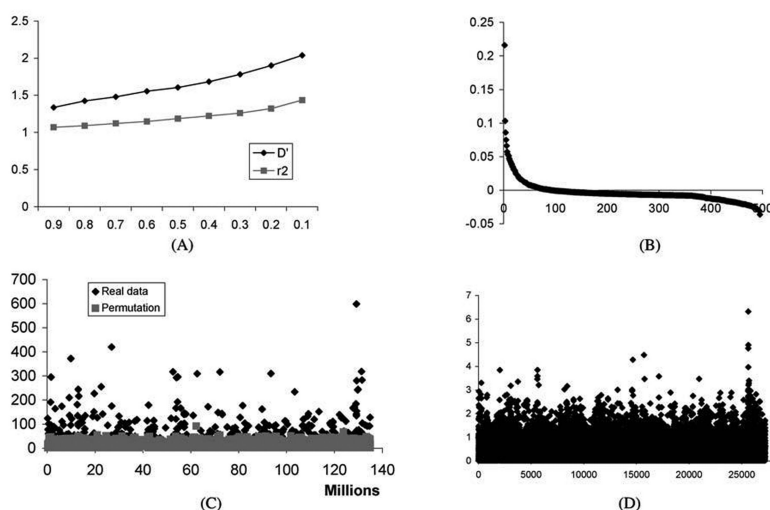 2.5
2
1.5
1
0.5
0
0.9 0.8 0.7 0.6 0.5 0.4 0.3 0.2 0.1
D'
r2
(A)
0.25
0.2
0.15
0.1
0.05
0
-0.05
0 100 200 300 400 500
(B)
700
600
500
400
300
200
100
0
0 20 40 60 80 100 120 140
Real data
Permutation
Millions
(C)
7
6
5
4
3
2
1
0
0 5000 10000 15000 20000 25000
(D)